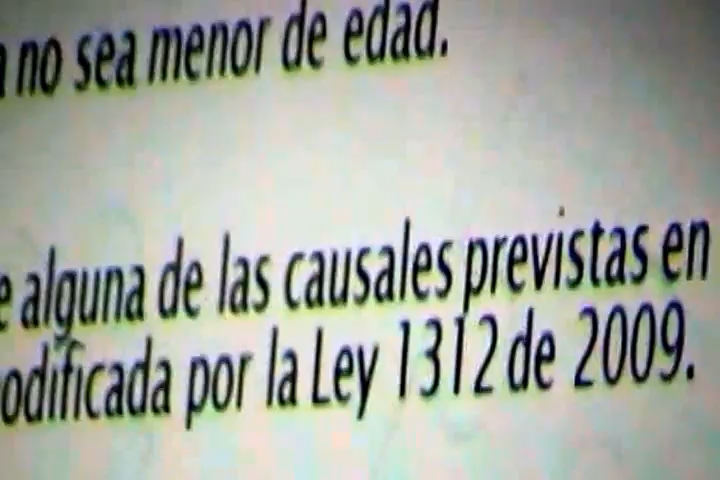 no sea menor de edad.
alguna de las causales previstas en
odificada por la Ley 1312 de 2009.